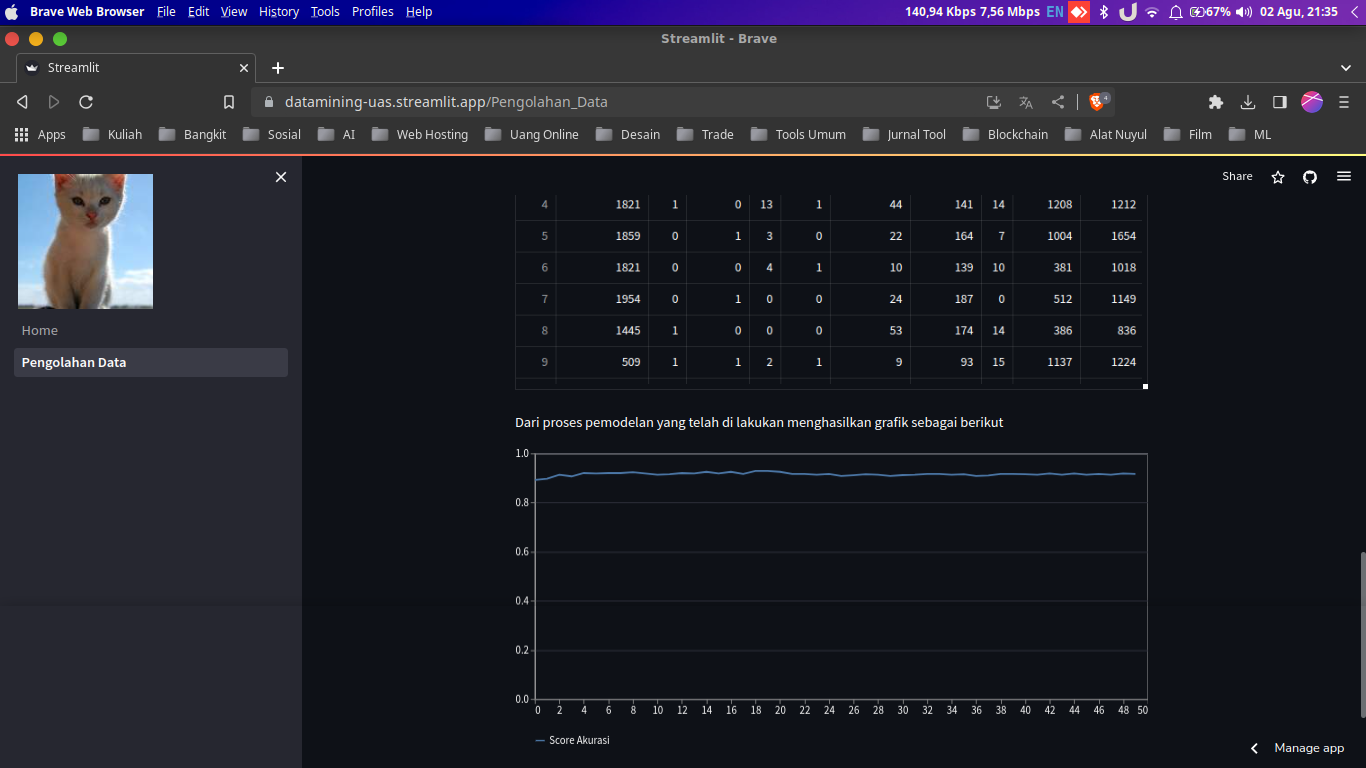 Brave Web Browser File Edit View History Tools Profiles Help 140,94 Kbps 7,56 Mbps EN 67% 02 Agu, 21:35
Streamlit - Brave
Streamlit
datamining-uas.streamlit.app/Pengolahan_Data 4
Apps Kuliah Bangkit Sosial AI Web Hosting Uang Online Desain Trade Tools Umum Jurnal Tool Blockchain Alat Nuyul Film ML
Share
Home
Pengolahan Data
4 1821 1 0 13 1 44 141 14 1208 1212
5 1859 0 1 3 0 22 164 7 1004 1654
6 1821 0 0 4 1 10 139 10 381 1018
7 1954 0 1 0 0 24 187 0 512 1149
8 1445 1 0 0 0 53 174 14 386 836
9 509 1 1 2 1 9 93 15 1137 1224
Dari proses pemodelan yang telah di lakukan menghasilkan grafik sebagai berikut
1.0
0.8
0.6
0.4
0.2
0.0
0 2 4 6 8 10 12 14 16 18 20 22 24 26 28 30 32 34 36 38 40 42 44 46 48 50
Score Akurasi
Manage app